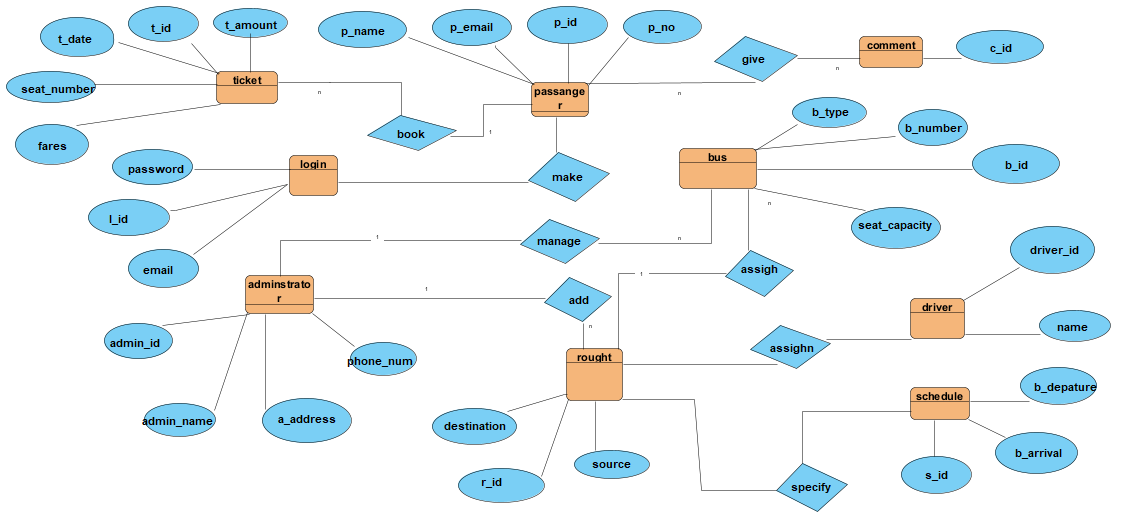 t_date
t_id
t_amount
seat_number
fares
ticket
n
book
1
p_name
p_email
p_id
p_no
passange
r
n
give
n
comment
c_id
password
l_id
email
login
make
bus
b_type
b_number
b_id
seat_capacity
n
1
manage
n
assigh
1
adminstrato
r
1
add
n
admin_id
admin_name
a_address
phone_num
rought
destination
r_id
source
assighn
driver
driver_id
name
schedule
b_depature
b_arrival
s_id
specify